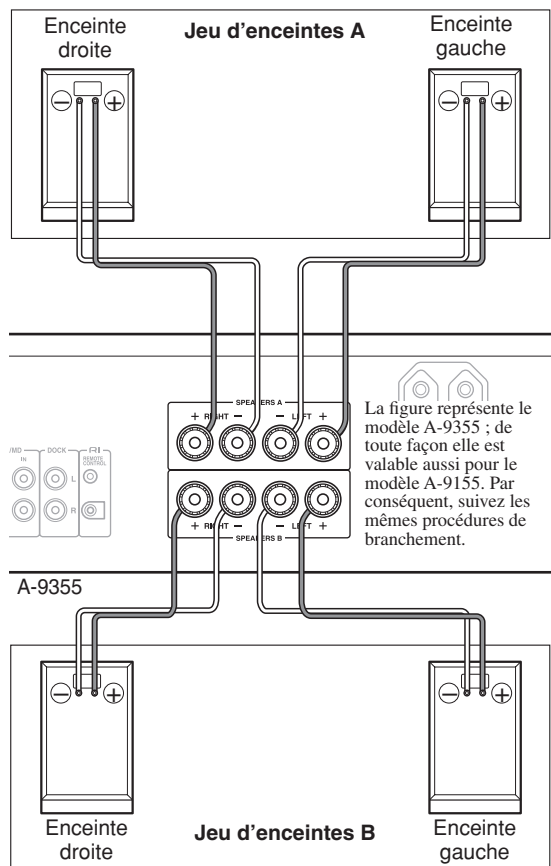 Enceinte
droite
Jeu d'enceintes A
Enceinte
gauche
SPEAKERS A
+ RIGHT − − LEFT +
/MD
IN
DOCK
L
R
RI
REMOTE
CONTROL
La figure représente le
modèle A-9355 ; de
toute façon elle est
valable aussi pour le
modèle A-9155. Par
conséquent, suivez les
mêmes procédures de
branchement.
+ RIGHT − − LEFT +
SPEAKERS B
A-9355
Enceinte
droite
Jeu d'enceintes B
Enceinte
gauche